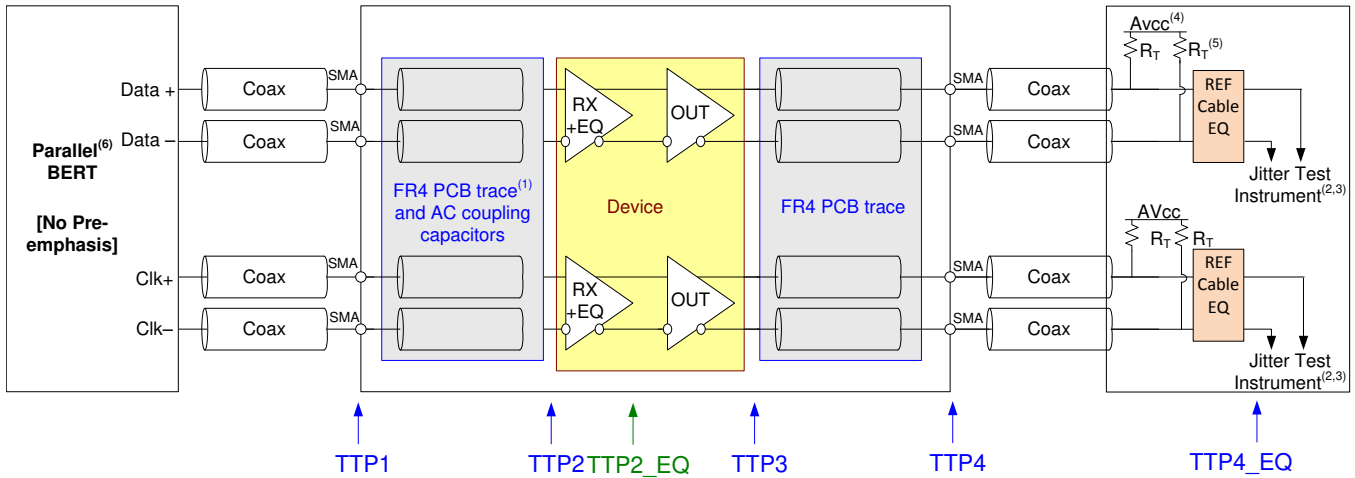 Parallel(6)
BERT
[No Pre-
emphasis]
Data +
Data –
Clk+
Clk–
Coax
SMA
Coax
SMA
Coax
SMA
Coax
SMA
FR4 PCB trace(1)
and AC coupling
capacitors
RX
+EQ
OUT
Device
RX
+EQ
OUT
FR4 PCB trace
SMA
Coax
SMA
Coax
SMA
Coax
SMA
Coax
Avcc(4)
RT
RT(5)
REF
Cable
EQ
Jitter Test
Instrument(2,3)
AVcc
RT
RT
REF
Cable
EQ
Jitter Test
Instrument(2,3)
TTP1
TTP2
TTP2_EQ
TTP3
TTP4
TTP4_EQ